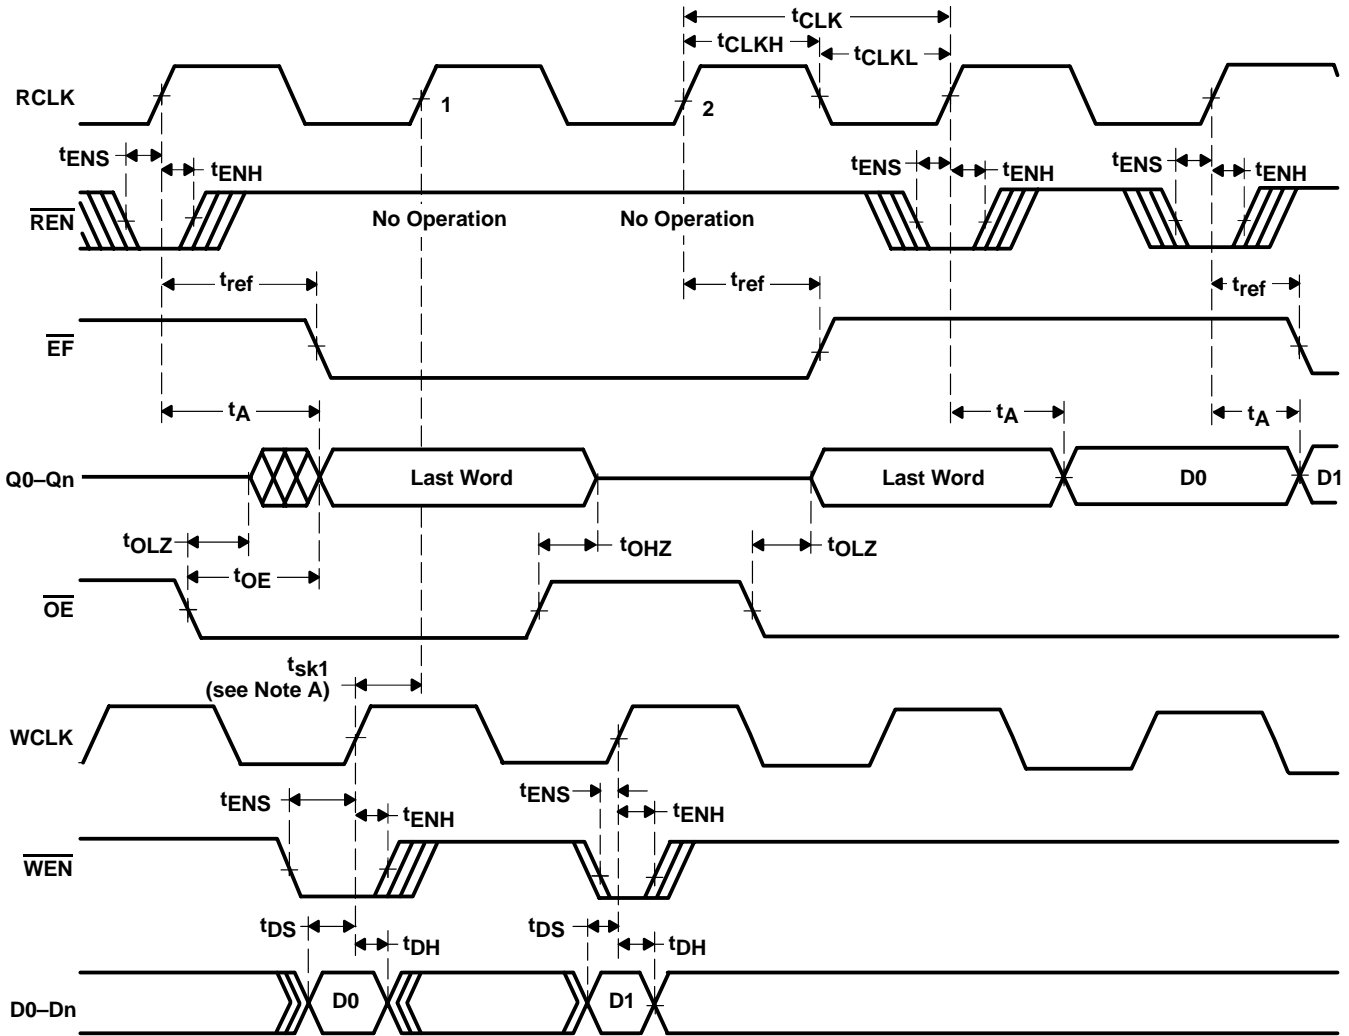 tCLK
tCLKH
tCLKL
RCLK
1
2
tENS
tENH
tENS
tENH
tENS
tENH
REN
No Operation
No Operation
tref
tref
tref
EF
tA
tA
tA
Q0–Qn
Last Word
Last Word
D0
D1
tOLZ
tOHZ
tOLZ
tOE
OE
tsk1
(see Note A)
WCLK
tENS
tENH
tENS
tENH
WEN
tDS
tDH
tDS
tDH
D0–Dn
D0
D1